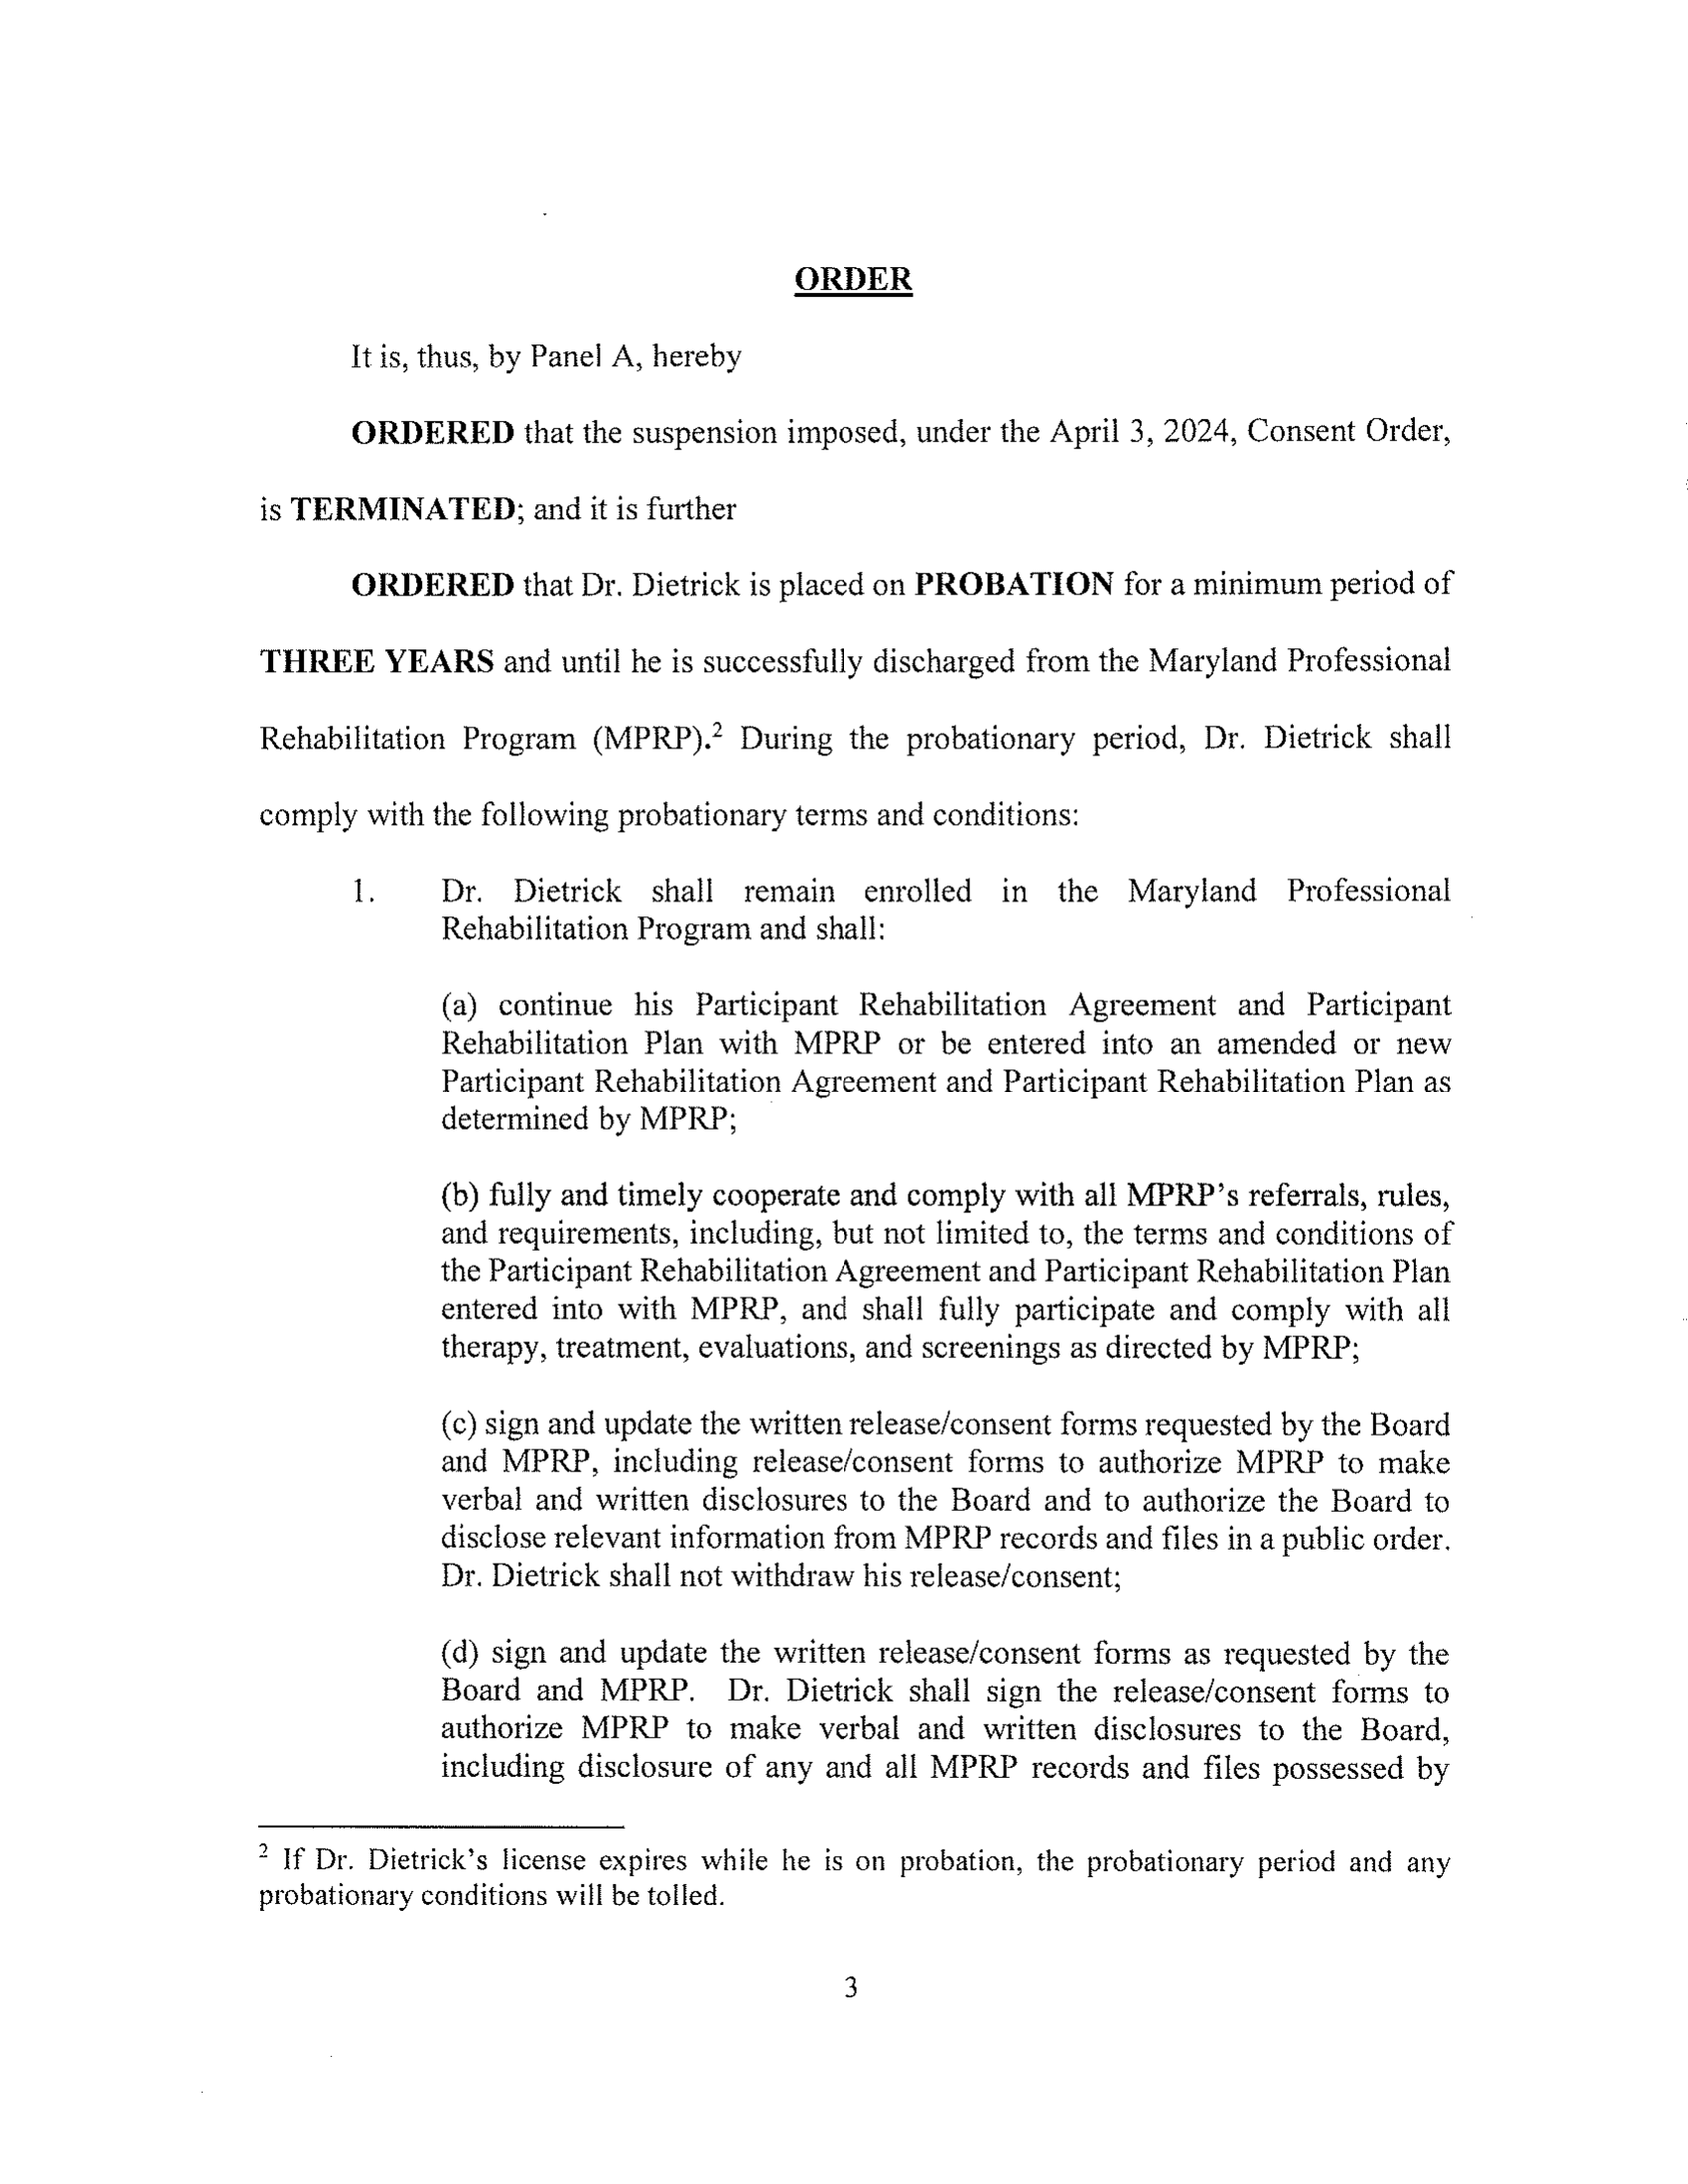 ORDER
It is, thus, by Panel A, hereby
ORDERED that the suspension imposed, under the April 3, 2024, Consent Order,
is TERMINATED; and it is further
ORDERED that Dr. Dietrick is placed on PROBATION for a minimum period of
THREE YEARS and until he is successfully discharged from the Maryland Professional
Rehabilitation Program (MPRP).² During the probationary period, Dr. Dietrick shall
comply with the following probationary terms and conditions:
1. Dr. Dietrick shall remain enrolled in the Maryland Professional
Rehabilitation Program and shall:
(a) continue his Participant Rehabilitation Agreement and Participant
Rehabilitation Plan with MPRP or be entered into an amended or new
Participant Rehabilitation Agreement and Participant Rehabilitation Plan as
determined by MPRP;
(b) fully and timely cooperate and comply with all MPRP's referrals, rules,
and requirements, including, but not limited to, the terms and conditions of
the Participant Rehabilitation Agreement and Participant Rehabilitation Plan
entered into with MPRP, and shall fully participate and comply with all
therapy, treatment, evaluations, and screenings as directed by MPRP;
(c) sign and update the written release/consent forms requested by the Board
and MPRP, including release/consent forms to authorize MPRP to make
verbal and written disclosures to the Board and to authorize the Board to
disclose relevant information from MPRP records and files in a public order.
Dr. Dietrick shall not withdraw his release/consent;
(d) sign and update the written release/consent forms as requested by the
Board and MPRP. Dr. Dietrick shall sign the release/consent forms to
authorize MPRP to make verbal and written disclosures to the Board,
including disclosure of any and all MPRP records and files possessed by
² If Dr. Dietrick's license expires while he is on probation, the probationary period and any
probationary conditions will be tolled.
3